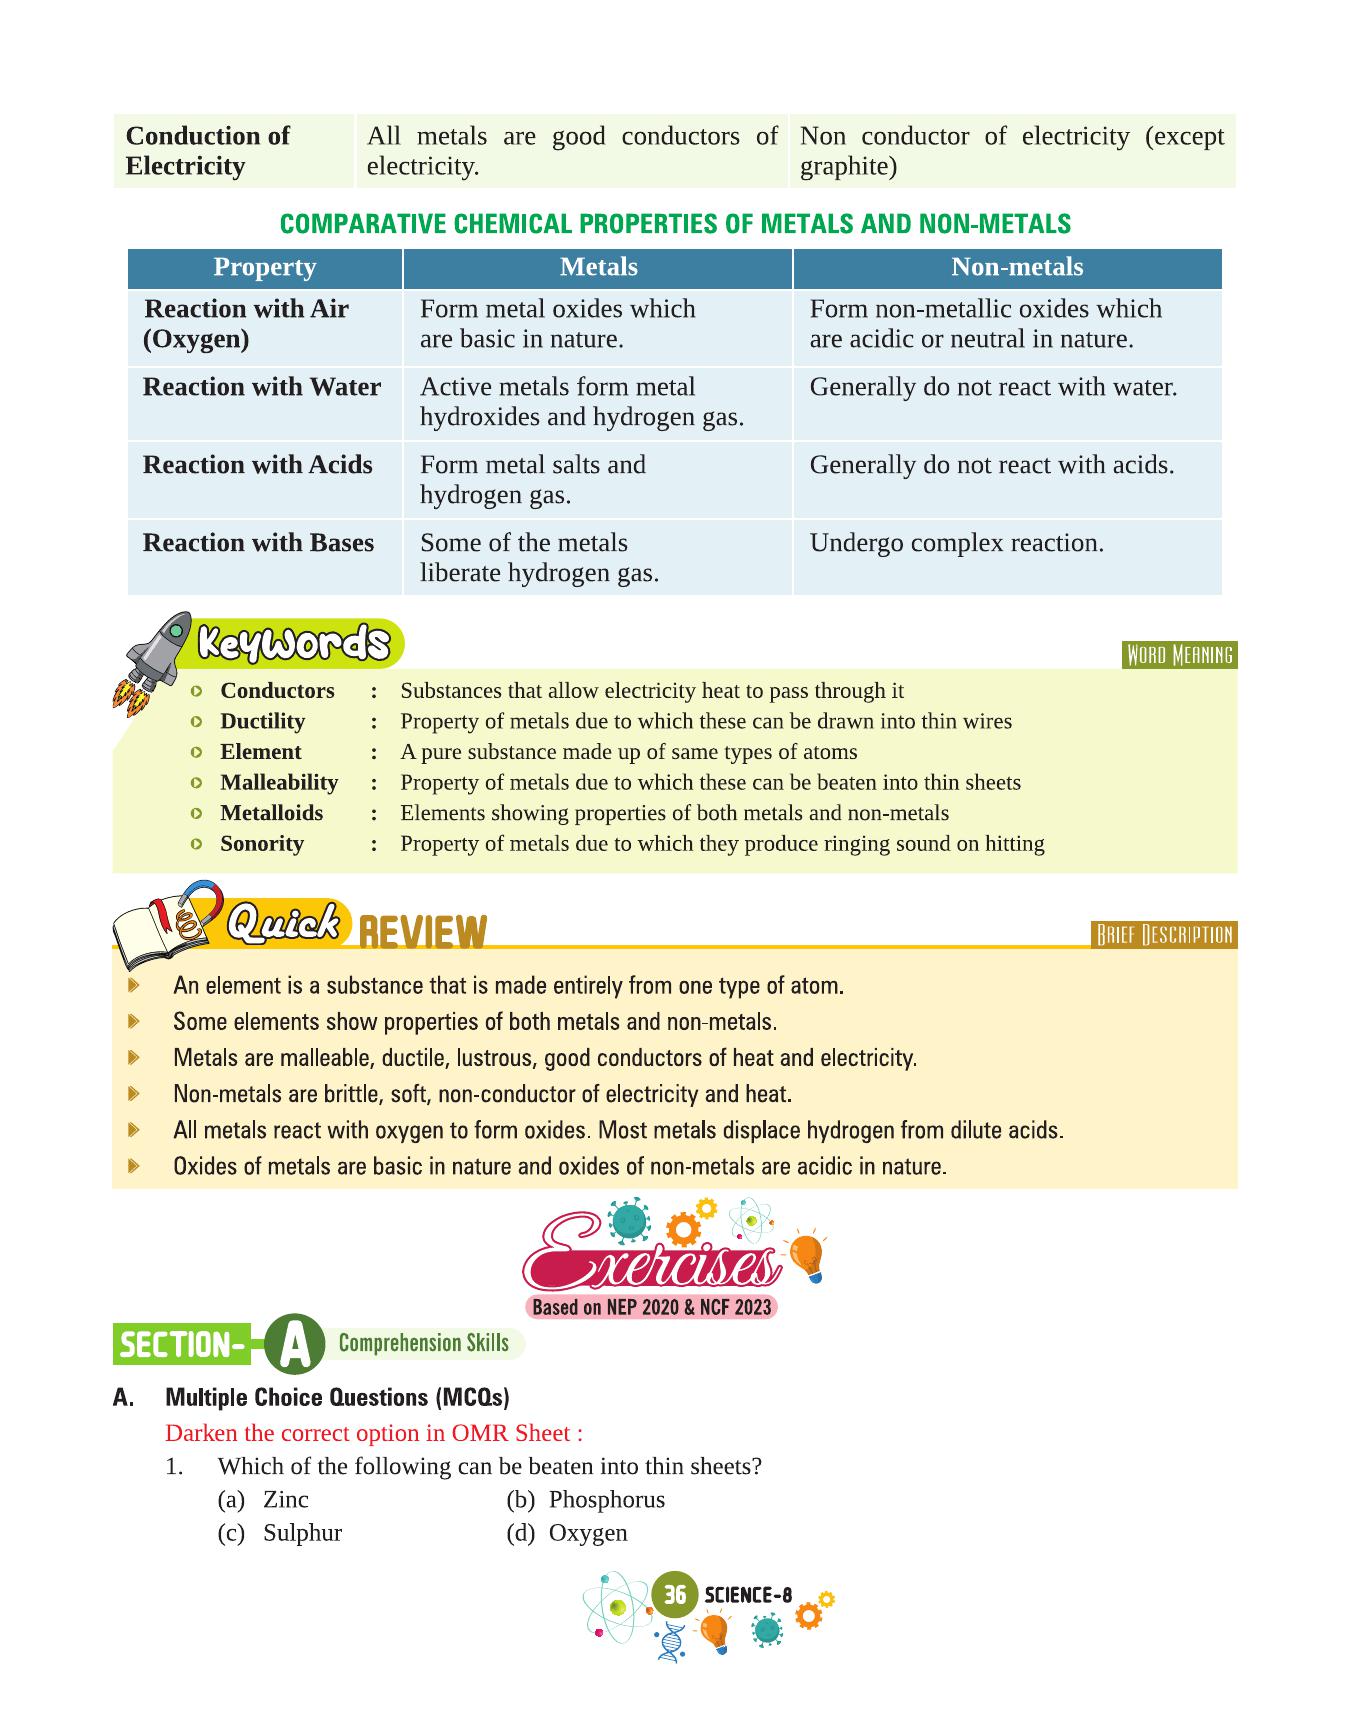 Conduction of Electricity | All metals are good conductors of electricity. | Non conductor of electricity (except graphite)
COMPARATIVE CHEMICAL PROPERTIES OF METALS AND NON-METALS
Property | Metals | Non-metals
Reaction with Air (Oxygen) | Form metal oxides which are basic in nature. | Form non-metallic oxides which are acidic or neutral in nature.
Reaction with Water | Active metals form metal hydroxides and hydrogen gas. | Generally do not react with water.
Reaction with Acids | Form metal salts and hydrogen gas. | Generally do not react with acids.
Reaction with Bases | Some of the metals liberate hydrogen gas. | Undergo complex reaction.
Keywords
WORD MEANING
Conductors : Substances that allow electricity heat to pass through it
Ductility : Property of metals due to which these can be drawn into thin wires
Element : A pure substance made up of same types of atoms
Malleability : Property of metals due to which these can be beaten into thin sheets
Metalloids : Elements showing properties of both metals and non-metals
Sonority : Property of metals due to which they produce ringing sound on hitting
Quick REVIEW
BRIEF DESCRIPTION
An element is a substance that is made entirely from one type of atom.
Some elements show properties of both metals and non-metals.
Metals are malleable, ductile, lustrous, good conductors of heat and electricity.
Non-metals are brittle, soft, non-conductor of electricity and heat.
All metals react with oxygen to form oxides. Most metals displace hydrogen from dilute acids.
Oxides of metals are basic in nature and oxides of non-metals are acidic in nature.
Exercises
Based on NEP 2020 & NCF 2023
SECTION- A Comprehension Skills
A. Multiple Choice Questions (MCQs)
Darken the correct option in OMR Sheet :
1. Which of the following can be beaten into thin sheets?
(a) Zinc (b) Phosphorus
(c) Sulphur (d) Oxygen
36 SCIENCE-8